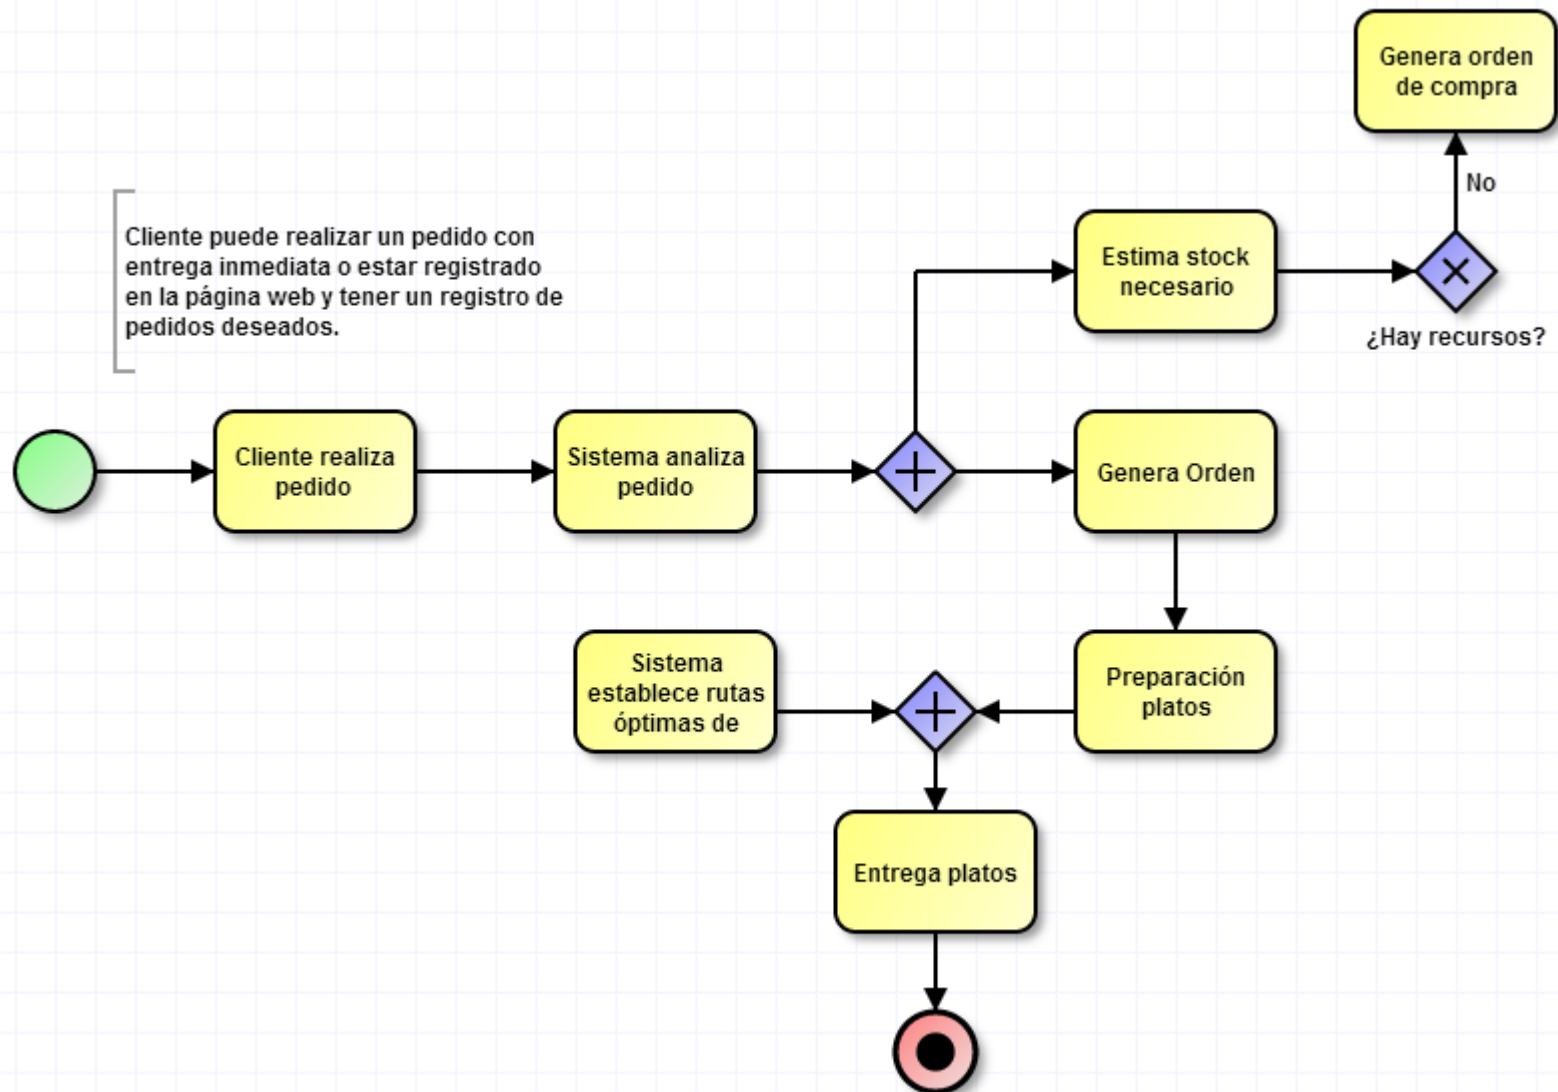 Genera orden
de compra
No
Cliente puede realizar un pedido con
entrega inmediata o estar registrado
en la página web y tener un registro de
pedidos deseados.
Estima stock
necesario
¿Hay recursos?
Cliente realiza
pedido
Sistema analiza
pedido
Genera Orden
Sistema
establece rutas
óptimas de
Preparación
platos
Entrega platos